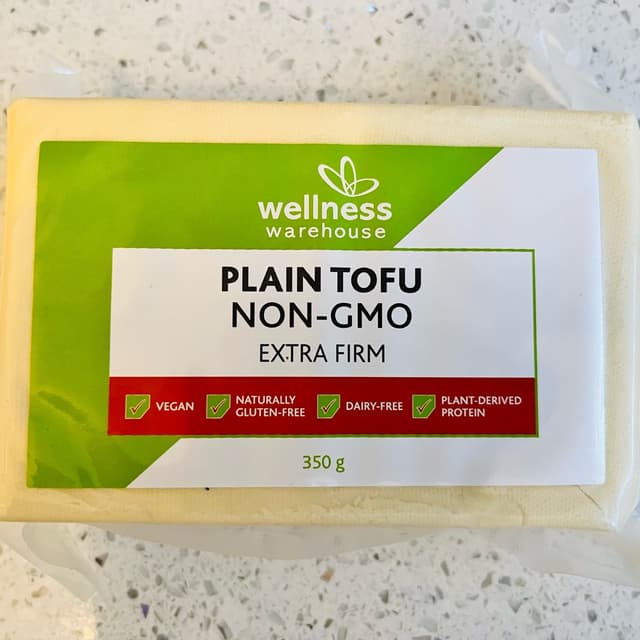 wellness
warehouse
PLAIN TOFU
NON-GMO
EXTRA FIRM
VEGAN
NATURALLY
GLUTEN-FREE
DAIRY-FREE
PLANT-DERIVED
PROTEIN
350 g